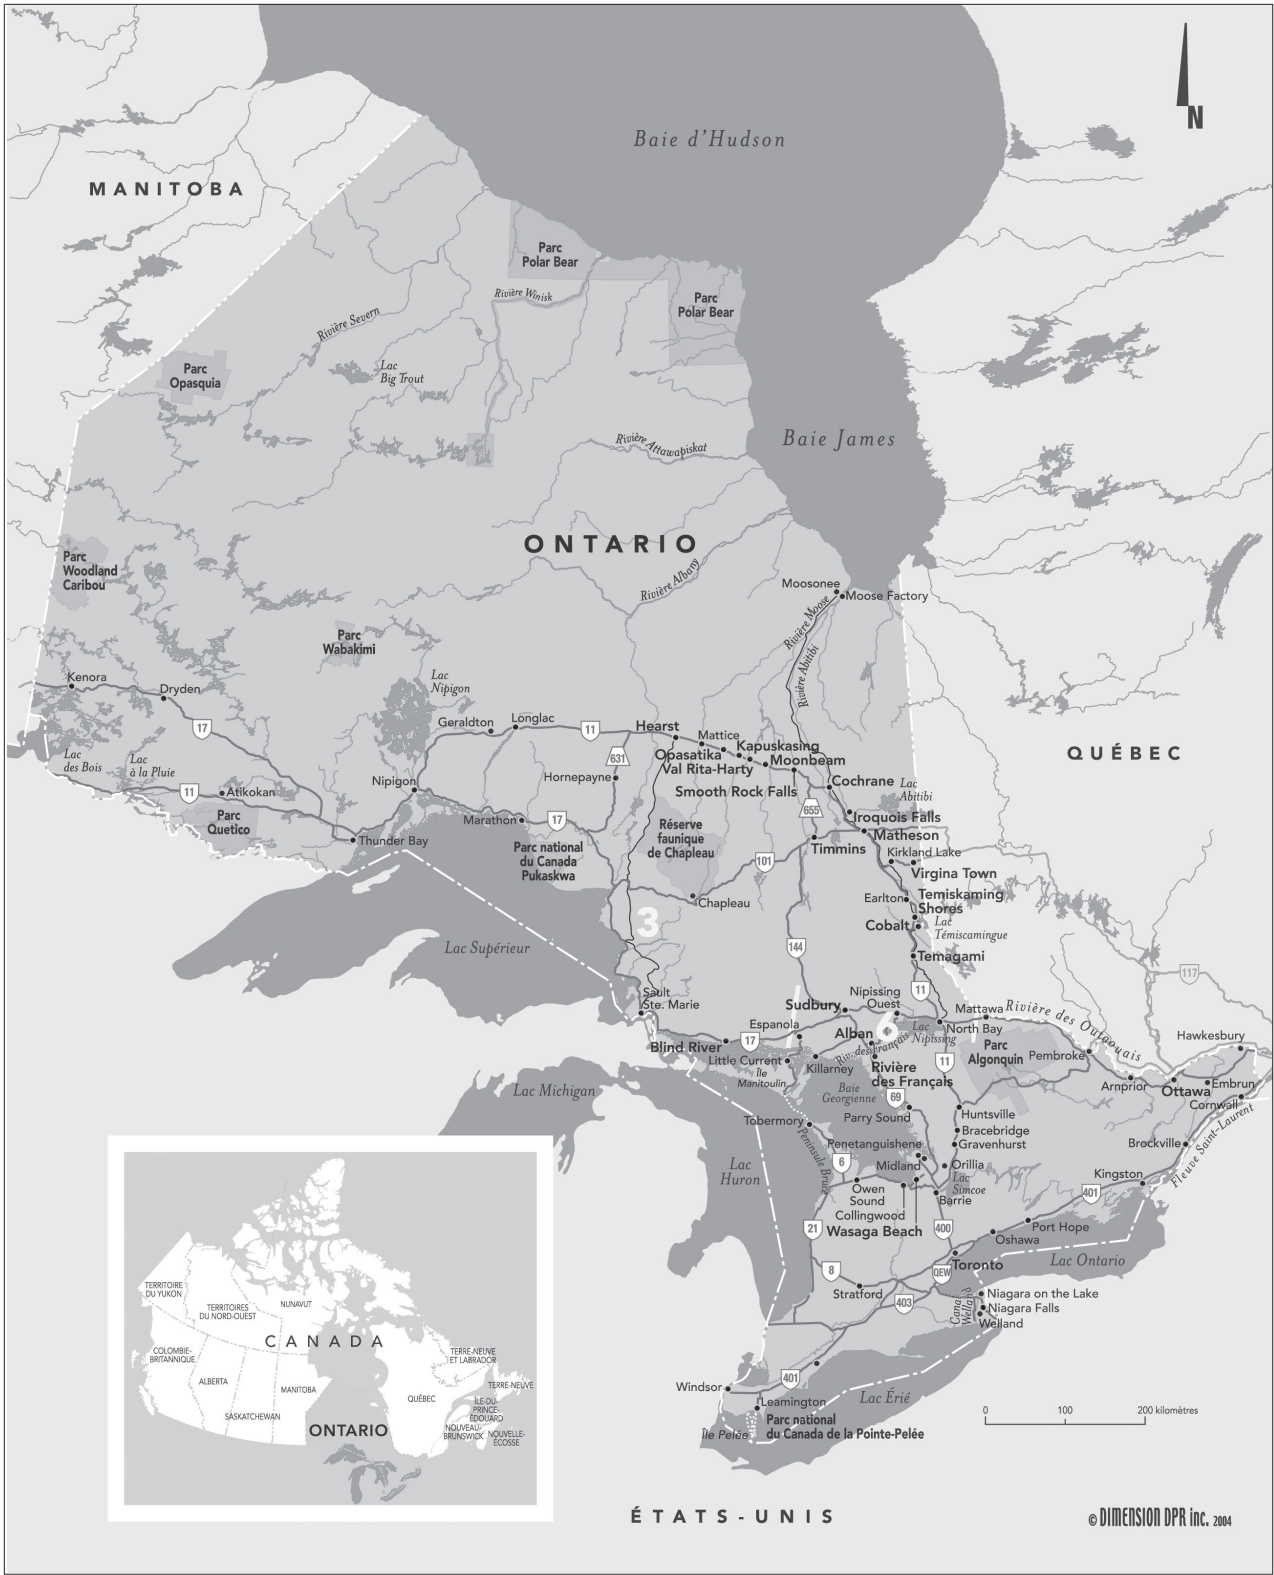 N
Baie d'Hudson
MANITOBA
Parc
Polar Bear
Rivière Winisk
Parc
Polar Bear
Rivière Severn
Parc
Opasquia
Lac
Big Trout
Baie James
Rivière Attawapiskat
ONTARIO
Parc
Woodland
Caribou
Rivière Albany
Moosonee
Moose Factory
Rivière Moose
Rivière Abitibi
Parc
Wabakimi
Kenora
Dryden
Lac
Nipigon
17
Geraldton
Longlac
11
Hearst
Mattice
631
Opasatika
Kapuskasing
Val Rita-Harty
Moonbeam
Smooth Rock Falls
QUÉBEC
Lac
des Bois
Lac
à la Pluie
Hornepayne
Nipigon
Cochrane
Lac
Abitibi
11
Atikokan
655
Iroquois Falls
Parc
Quetico
Marathon
17
Réserve
faunique
de Chapleau
Matheson
Thunder Bay
Parc national
du Canada
Pukaskwa
Timmins
101
Kirkland Lake
Virgina Town
Chapleau
Earlton
Temiskaming
Shores
3
Cobalt
Lac
Témiscamingue
Lac Supérieur
144
Temagami
117
Sault
Ste. Marie
Nipissing
Ouest
11
Sudbury
Mattawa
Rivière des Outaouais
Espanola
Alban
6
Lac
Nipissing
North Bay
Hawkesbury
Blind River
17
Riv. des Français
Parc
Algonquin
Pembroke
Little Current
Killarney
Rivière
des Français
11
Île
Manitoulin
Arnprior
Ottawa
Embrun
Lac Michigan
Baie
Georgienne
69
Cornwall
Tobermory
Parry Sound
Huntsville
Bracebridge
Gravenhurst
Brockville
Fleuve Saint-Laurent
Penetanguishene
Péninsule Bruce
Lac
Huron
6
Midland
Orillia
Kingston
Owen
Sound
Lac
Simcoe
401
Collingwood
Barrie
21
Wasaga Beach
400
Port Hope
Oshawa
8
QEW
Toronto
Lac Ontario
Stratford
403
Canal
Welland
Niagara on the Lake
Niagara Falls
Welland
401
Windsor
Leamington
Lac Érié
Île Pelée
Parc national
du Canada de la Pointe-Pelée
0
100
200 kilomètres
TERRITOIRE
DU YUKON
TERRITOIRES
DU NORD-OUEST
NUNAVUT
CANADA
COLOMBIE-
BRITANNIQUE
ALBERTA
SASKATCHEWAN
MANITOBA
ONTARIO
QUÉBEC
TERRE-NEUVE
ET LABRADOR
TERRE-NEUVE
ÎLE-DU-
PRINCE-
ÉDOUARD
NOUVEAU-
BRUNSWICK
NOUVELLE-
ÉCOSSE
ÉTATS-UNIS
© DIMENSION DPR inc. 2004